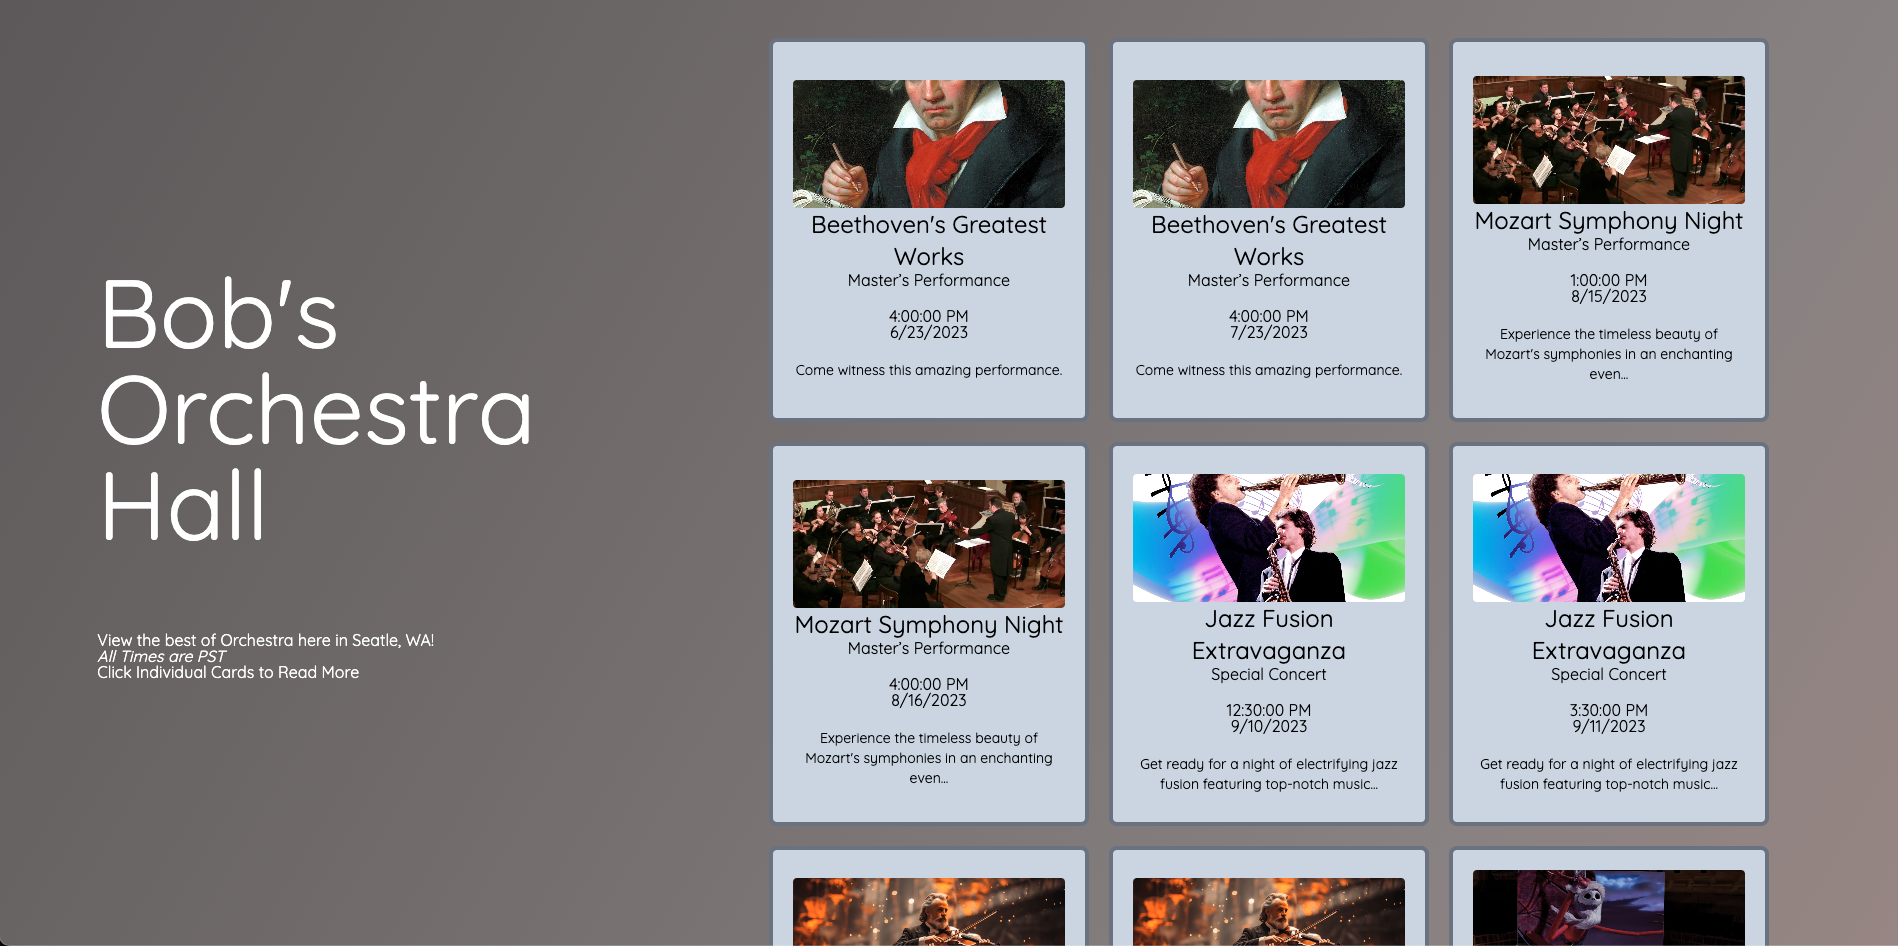 Bob's
Orchestra
Hall
View the best of Orchestra here in Seatle, WA!
All Times are PST
Click Individual Cards to Read More
Beethoven's Greatest
Works
Master’s Performance
4:00:00 PM
6/23/2023
Come witness this amazing performance.
Beethoven's Greatest
Works
Master’s Performance
4:00:00 PM
7/23/2023
Come witness this amazing performance.
Mozart Symphony Night
Master’s Performance
1:00:00 PM
8/15/2023
Experience the timeless beauty of
Mozart's symphonies in an enchanting
even...
Mozart Symphony Night
Master’s Performance
4:00:00 PM
8/16/2023
Experience the timeless beauty of
Mozart's symphonies in an enchanting
even...
Jazz Fusion
Extravaganza
Special Concert
12:30:00 PM
9/10/2023
Get ready for a night of electrifying jazz
fusion featuring top-notch music...
Jazz Fusion
Extravaganza
Special Concert
3:30:00 PM
9/11/2023
Get ready for a night of electrifying jazz
fusion featuring top-notch music...